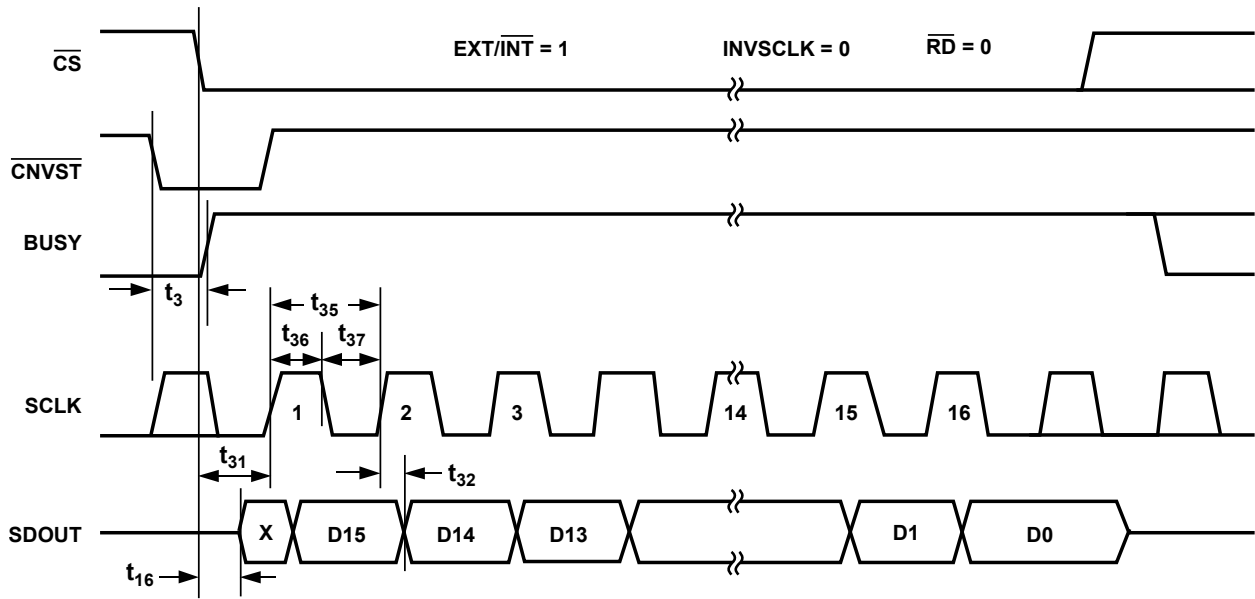 CS EXT/INT = 1 INVSCLK = 0 RD = 0
CNVST
BUSY
t3
t35
t36 t37
SCLK 1 2 3 14 15 16
t31
t32
SDOUT X D15 D14 D13 D1 D0
t16